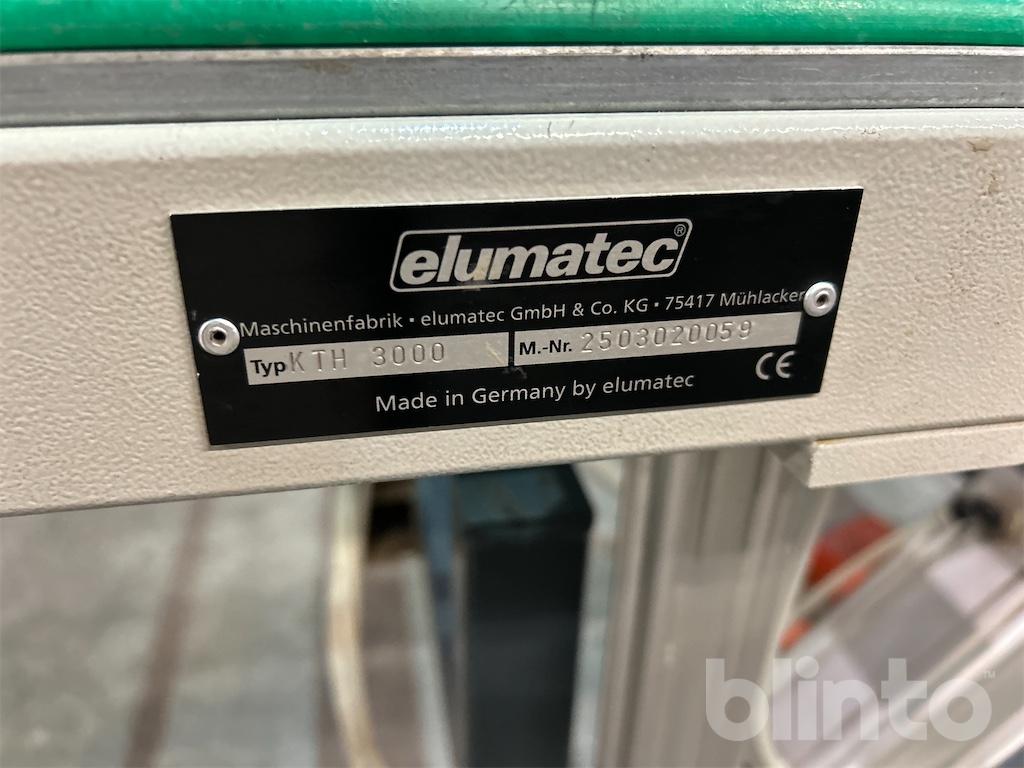 elumatec®
Maschinenfabrik • elumatec GmbH & Co. KG • 75417 Mühlacker
Typ KTH 3000 M.-Nr. 2503020059
Made in Germany by elumatec CE
blinto™